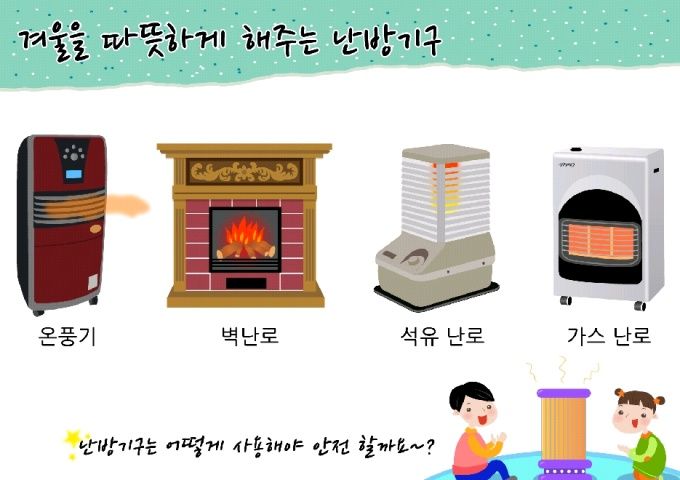 겨울을 따뜻하게 해주는 난방기구
온풍기
벽난로
석유 난로
가스 난로
난방기구는 어떻게 사용해야 안전 할까요~?